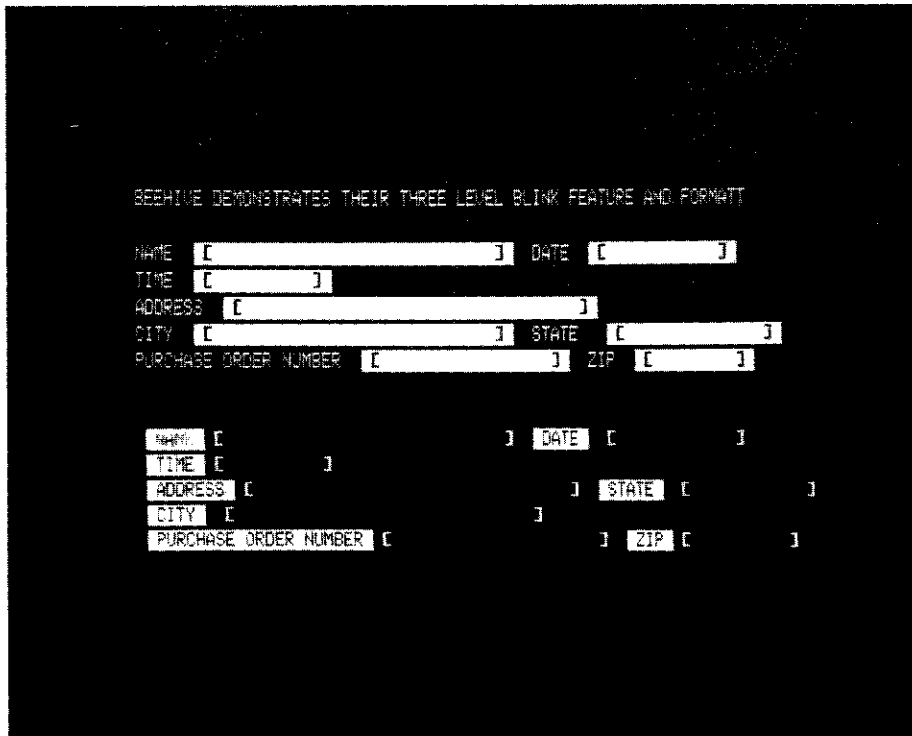 BEEHIVE DEMONSTRATES THEIR THREE LEVEL BLINK FEATURE AND FORMATT
NAME [ ] DATE [ ]
TIME [ ]
ADDRESS [ ]
CITY [ ] STATE [ ]
PURCHASE ORDER NUMBER [ ] ZIP [ ]
NAME [ ] DATE [ ]
TIME [ ]
ADDRESS [ ] STATE [ ]
CITY [ ]
PURCHASE ORDER NUMBER [ ] ZIP [ ]